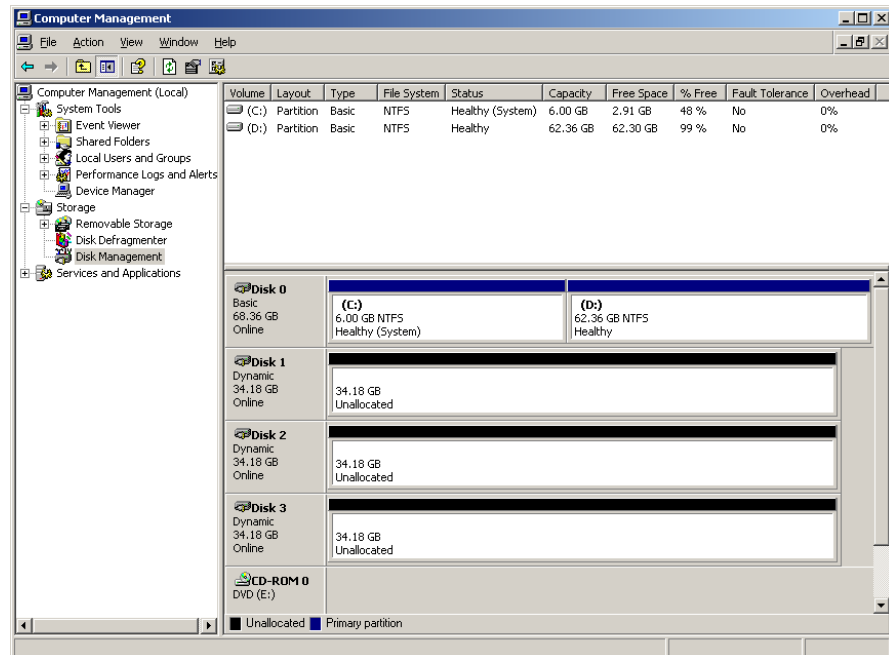 Computer Management
File Action View Window Help
Computer Management (Local)
System Tools
Event Viewer
Shared Folders
Local Users and Groups
Performance Logs and Alerts
Device Manager
Storage
Removable Storage
Disk Defragmenter
Disk Management
Services and Applications
Volume Layout Type File System Status Capacity Free Space % Free Fault Tolerance Overhead
(C:) Partition Basic NTFS Healthy (System) 6.00 GB 2.91 GB 48 % No 0%
(D:) Partition Basic NTFS Healthy 62.36 GB 62.30 GB 99 % No 0%
Disk 0
Basic
68.36 GB
Online
(C:)
6.00 GB NTFS
Healthy (System)
(D:)
62.36 GB NTFS
Healthy
Disk 1
Dynamic
34.18 GB
Online
34.18 GB
Unallocated
Disk 2
Dynamic
34.18 GB
Online
34.18 GB
Unallocated
Disk 3
Dynamic
34.18 GB
Online
34.18 GB
Unallocated
CD-ROM 0
DVD (E:)
Unallocated Primary partition